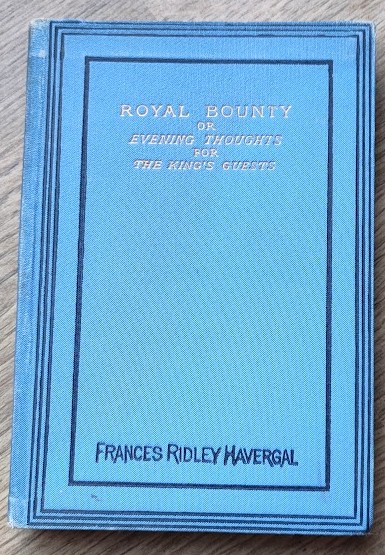 ROYAL BOUNTY
OR
EVENING THOUGHTS
FOR
THE KING'S GUESTS
FRANCES RIDLEY HAVERGAL